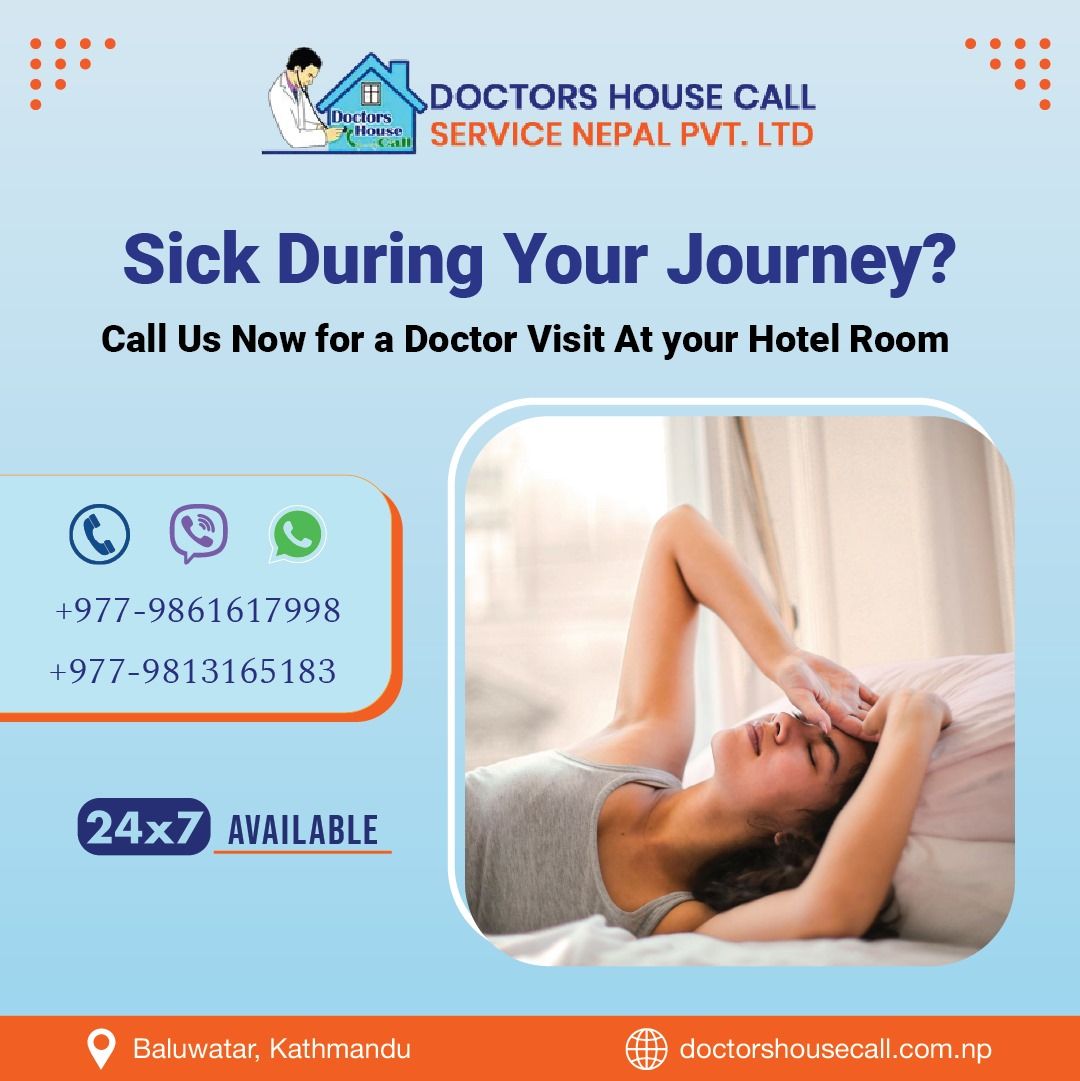 Doctors
House
Call
DOCTORS HOUSE CALL
SERVICE NEPAL PVT. LTD
Sick During Your Journey?
Call Us Now for a Doctor Visit At your Hotel Room
+977-9861617998
+977-9813165183
24x7 AVAILABLE
Baluwatar, Kathmandu
doctorshousecall.com.np